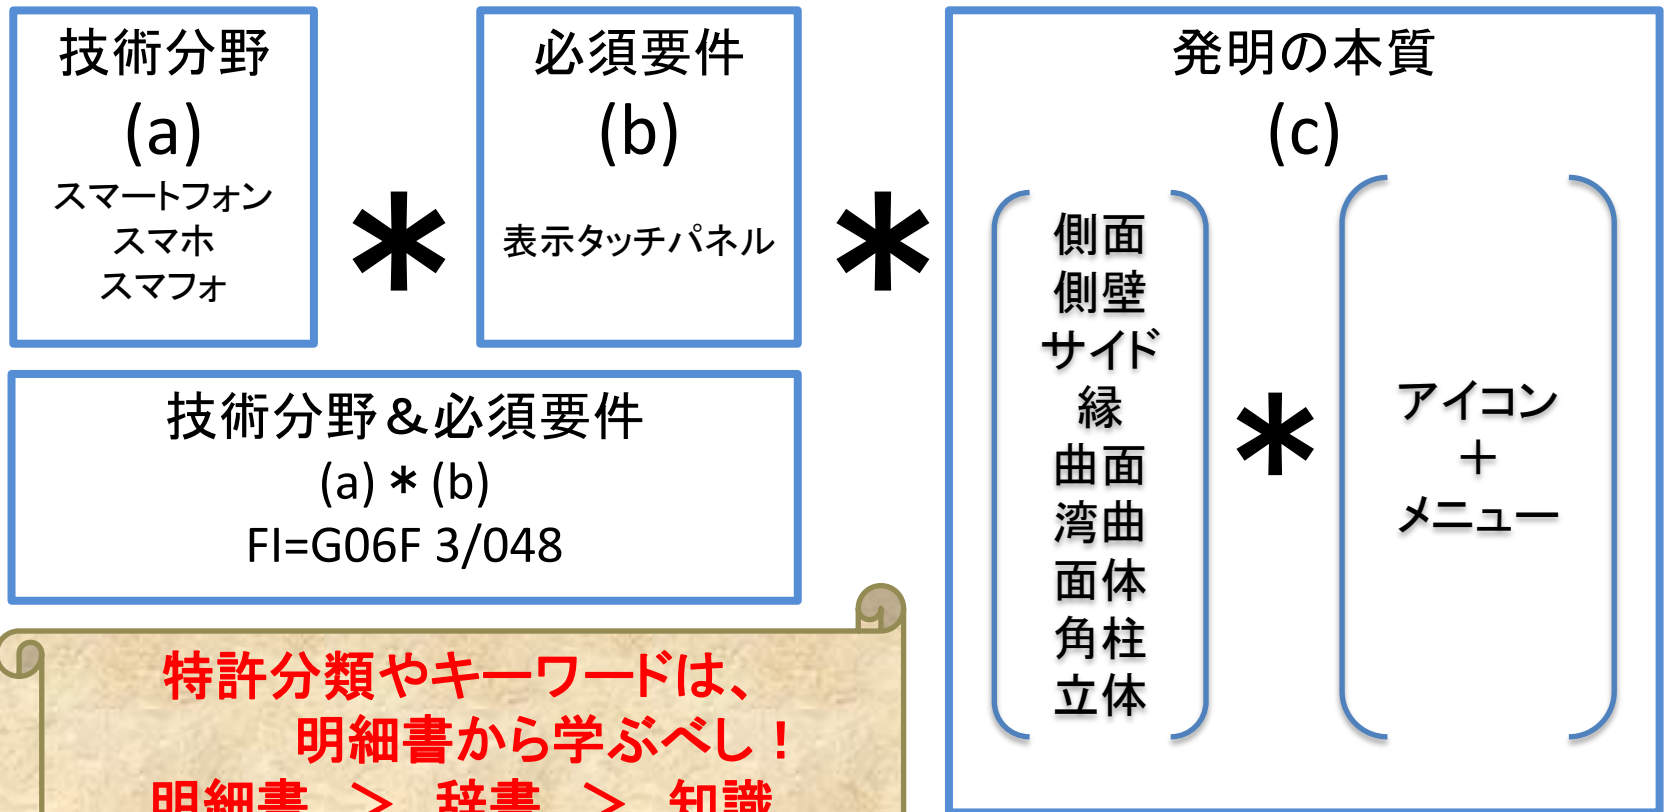 技術分野
(a)
スマートフォン
スマホ
スマフォ
*
必須要件
(b)
表示タッチパネル
*
発明の本質
(c)
側面
側壁
サイド
縁
曲面
湾曲
面体
角柱
立体
*
アイコン
+
メニュー
技術分野&必須要件
(a) * (b)
FI=G06F 3/048
特許分類やキーワードは、
明細書から学ぶべし!
明細書 > 辞書 > 知識